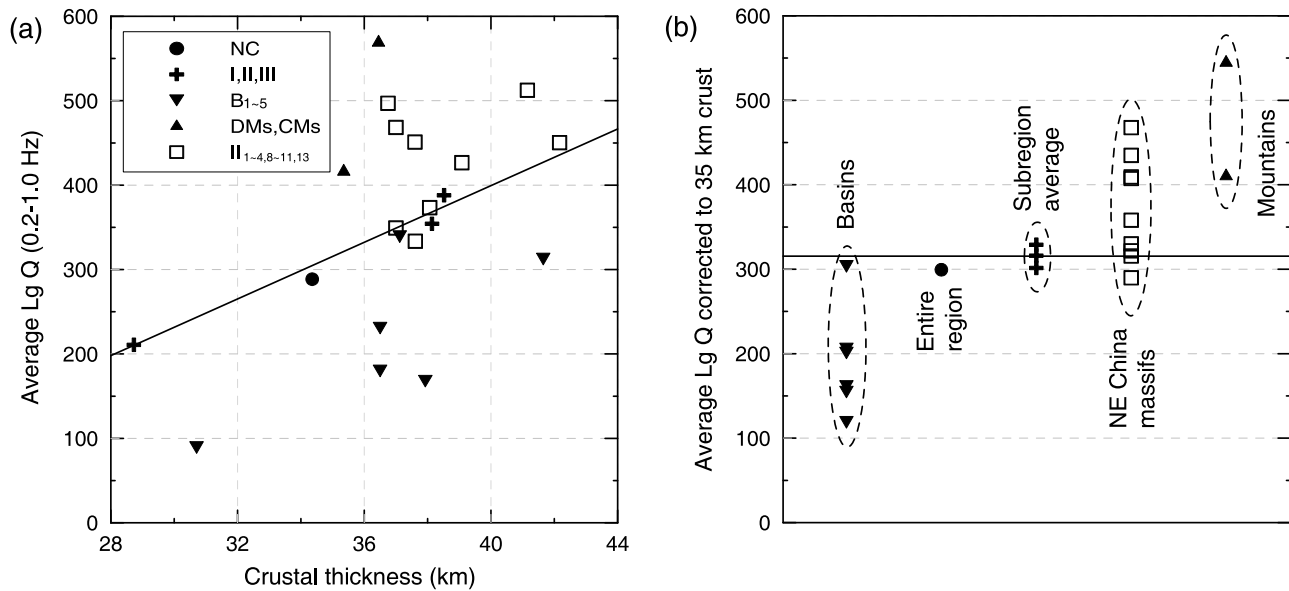 (a)
Average Lg Q (0.2-1.0 Hz)
600
500
400
300
200
100
0
NC
I,II,III
B1~5
DMs,CMs
II1~4,8~11,13
28
32
36
40
44
Crustal thickness (km)
(b)
Average Lg Q corrected to 35 km crust
600
500
400
300
200
100
0
Basins
Entire
region
Subregion
average
NE China
massifs
Mountains